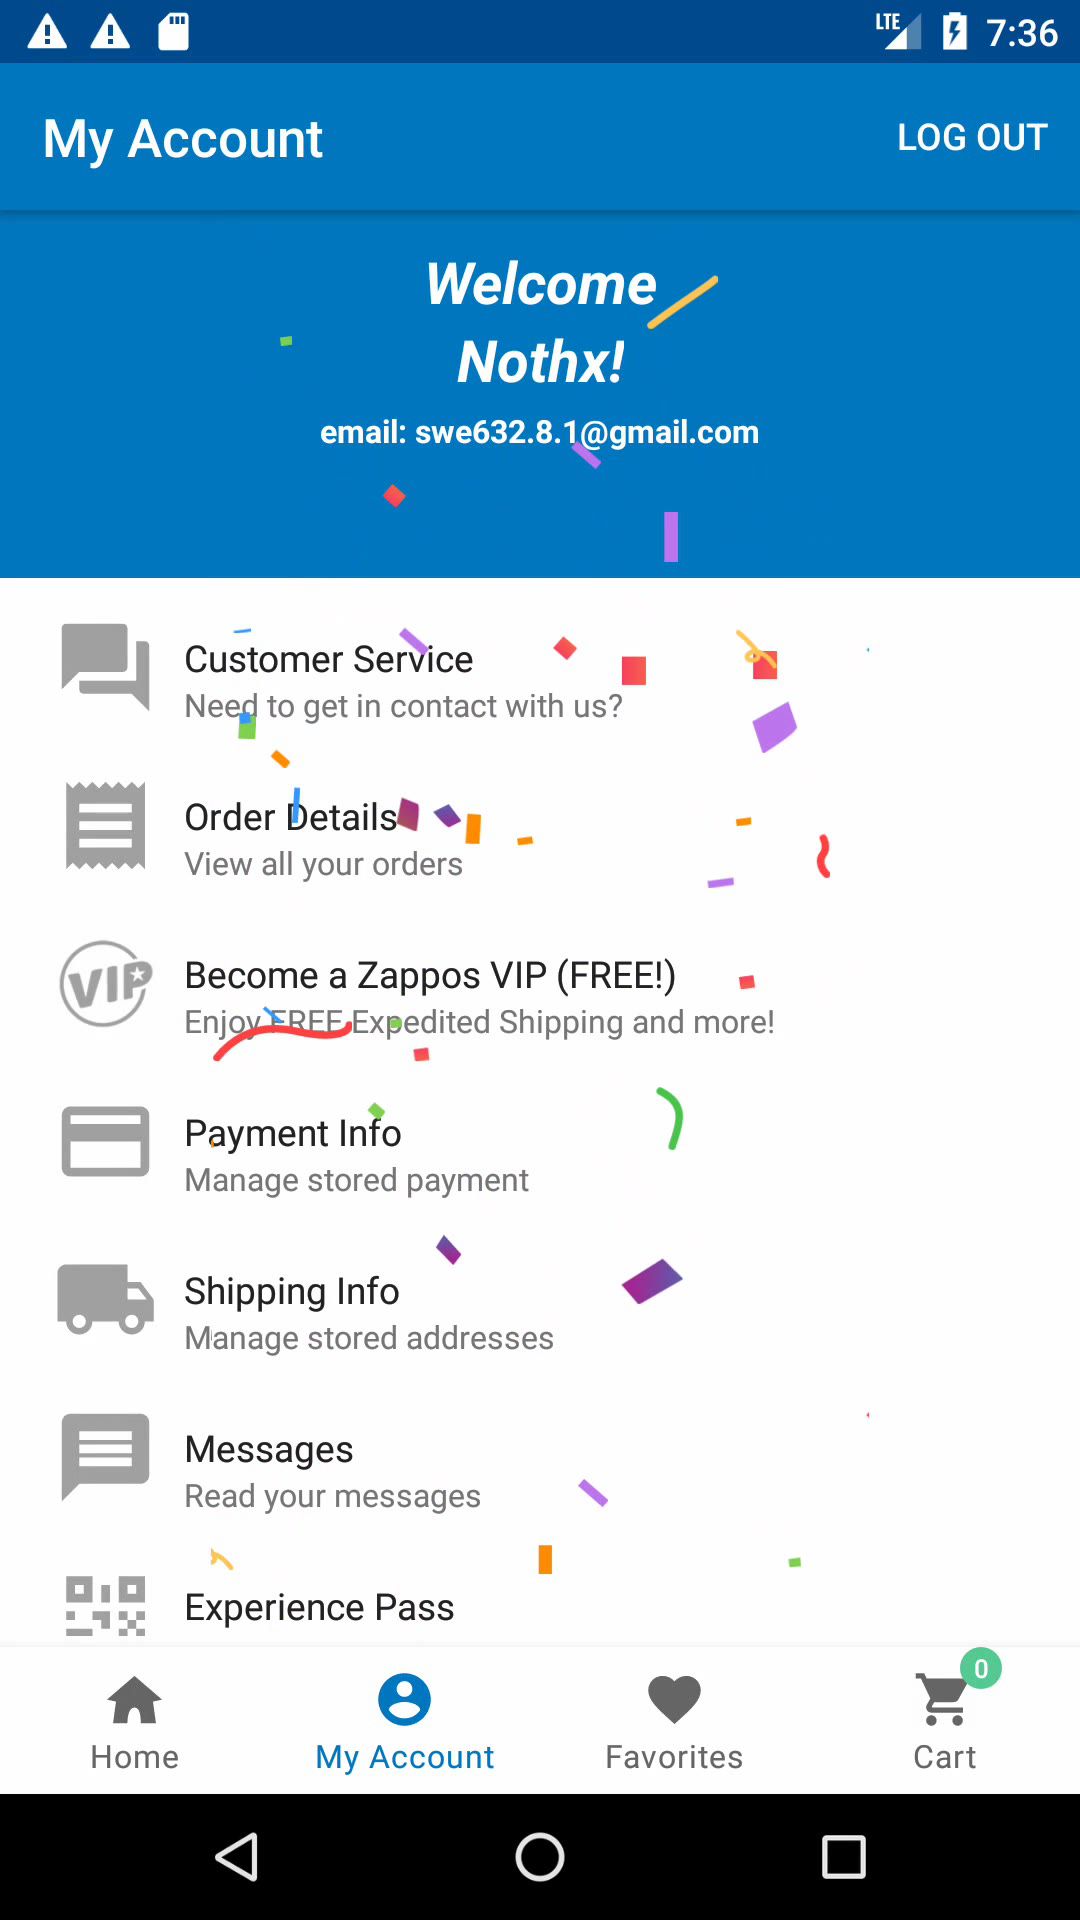 LTE 7:36
My Account LOG OUT
Welcome
Nothx!
email: swe632.8.1@gmail.com
Customer Service
Need to get in contact with us?
Order Details
View all your orders
VIP
Become a Zappos VIP (FREE!)
Enjoy FREE Expedited Shipping and more!
Payment Info
Manage stored payment
Shipping Info
Manage stored addresses
Messages
Read your messages
Experience Pass
0
Home My Account Favorites Cart